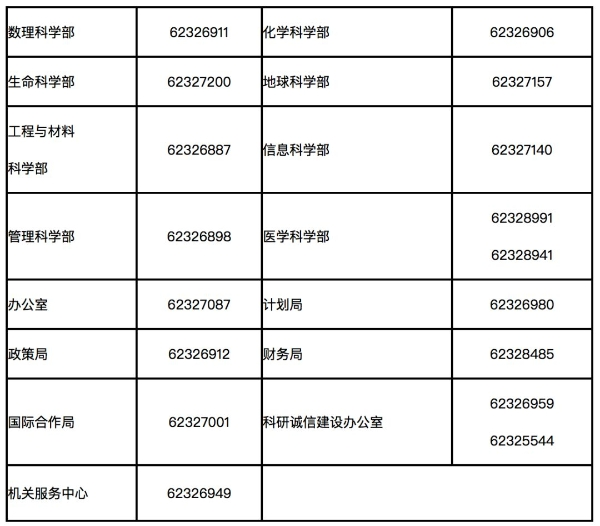 数理科学部 62326911 化学科学部 62326906
生命科学部 62327200 地球科学部 62327157
工程与材料
科学部 62326887 信息科学部 62327140
管理科学部 62326898 医学科学部 62328991
62328941
办公室 62327087 计划局 62326980
政策局 62326912 财务局 62328485
国际合作局 62327001 科研诚信建设办公室 62326959
62325544
机关服务中心 62326949